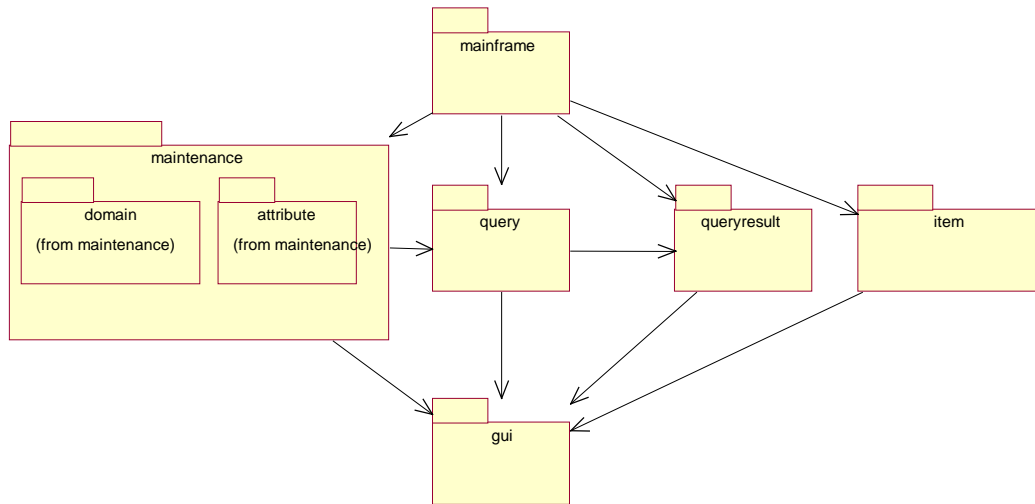 mainframe
maintenance
domain
(from maintenance)
attribute
(from maintenance)
query
queryresult
item
gui